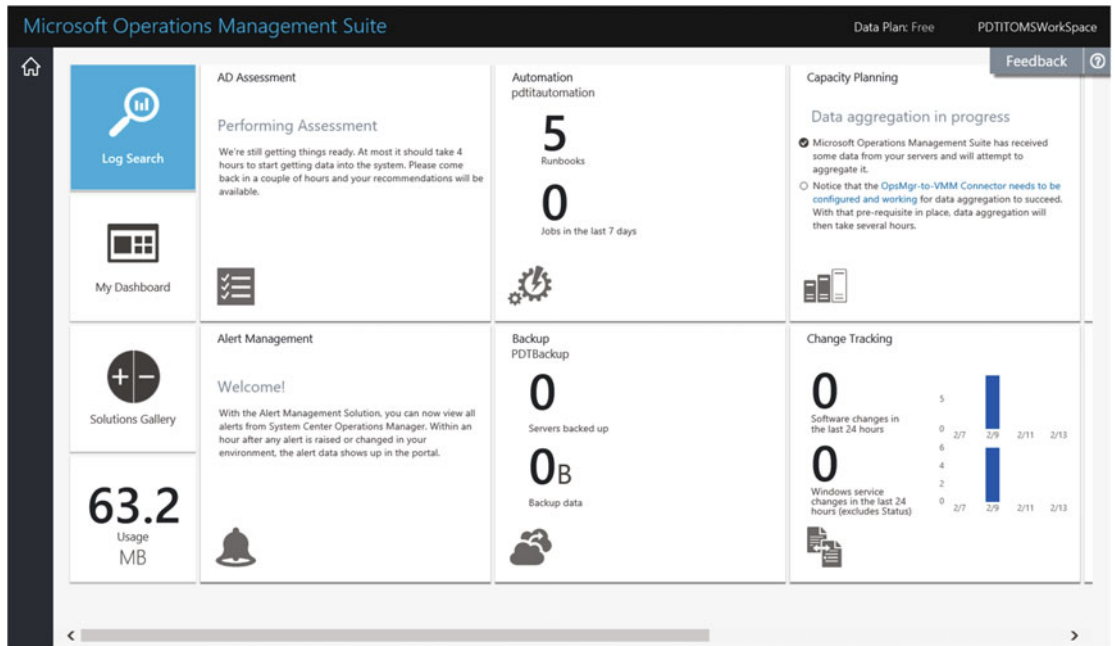 Microsoft Operations Management Suite
Data Plan: Free
PDTITOMSWorkSpace
Feedback
?
Log Search
My Dashboard
Solutions Gallery
63.2
Usage
MB
AD Assessment
Performing Assessment
We're still getting things ready. At most it should take 4
hours to start getting data into the system. Please come
back in a couple of hours and your recommendations will be
available.
Automation
pdtitautomation
5
Runbooks
0
Jobs in the last 7 days
Capacity Planning
Data aggregation in progress
Microsoft Operations Management Suite has received
some data from your servers and will attempt to
aggregate it.
Notice that the OpsMgr-to-VMM Connector needs to be
configured and working for data aggregation to succeed.
With that pre-requisite in place, data aggregation will
then take several hours.
Alert Management
Welcome!
With the Alert Management Solution, you can now view all
alerts from System Center Operations Manager. Within an
hour after any alert is raised or changed in your
environment, the alert data shows up in the portal.
Backup
PDTBackup
0
Servers backed up
0B
Backup data
Change Tracking
0
Software changes in
the last 24 hours
5
0
2/7 2/9 2/11 2/13
0
Windows service
changes in the last 24
hours (excludes Status)
6
4
2
0
2/7 2/9 2/11 2/13